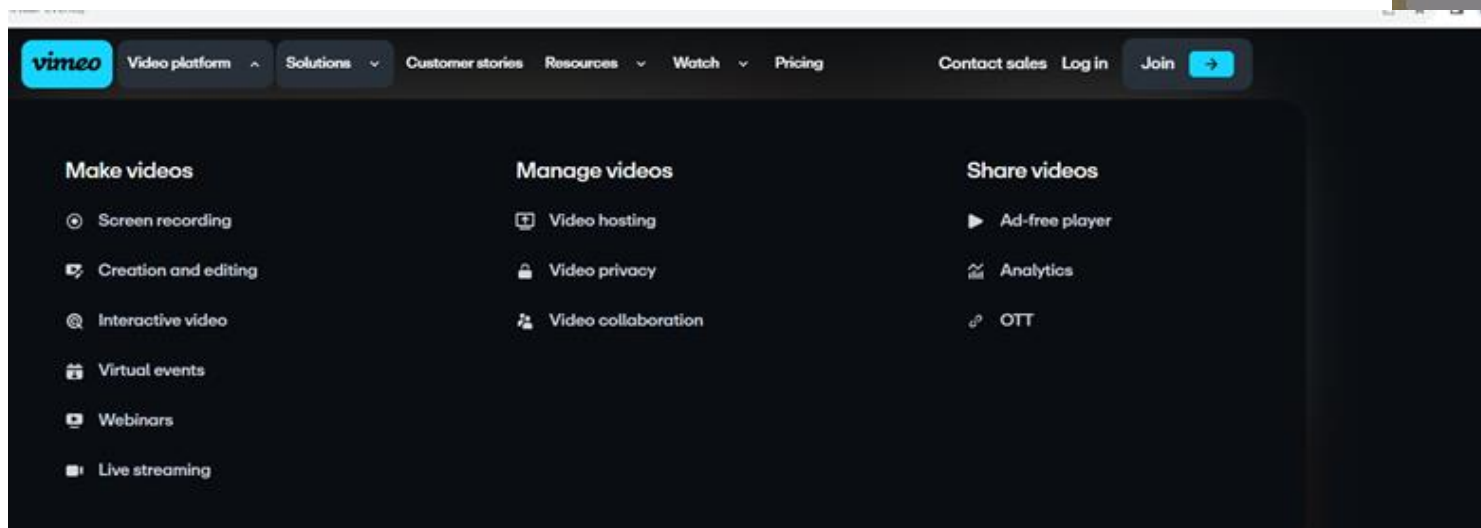 vimeo Video platform Solutions Customer stories Resources Watch Pricing Contact sales Log in Join
Make videos
Screen recording
Creation and editing
Interactive video
Virtual events
Webinars
Live streaming
Manage videos
Video hosting
Video privacy
Video collaboration
Share videos
Ad-free player
Analytics
OTT